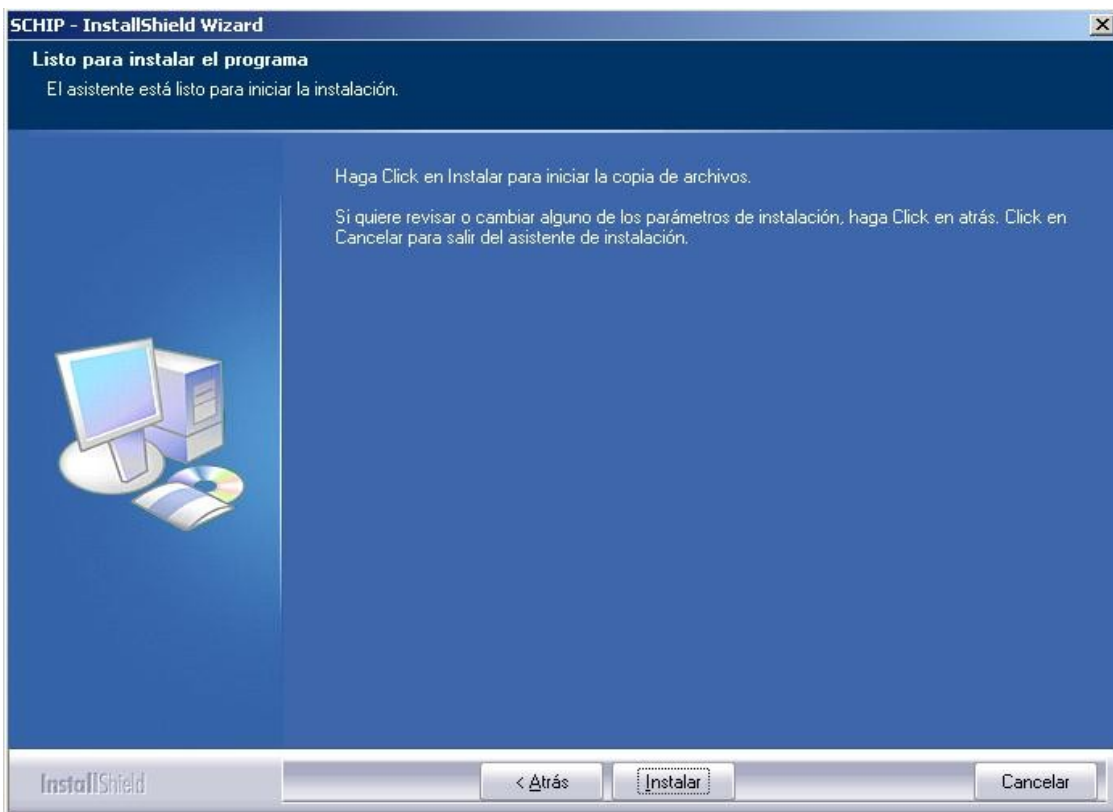 SCHIP - InstallShield Wizard
Listo para instalar el programa
El asistente está listo para iniciar la instalación.
Haga Click en Instalar para iniciar la copia de archivos.
Si quiere revisar o cambiar alguno de los parámetros de instalación, haga Click en atrás. Click en
Cancelar para salir del asistente de instalación.
InstallShield
< Atrás
Instalar
Cancelar